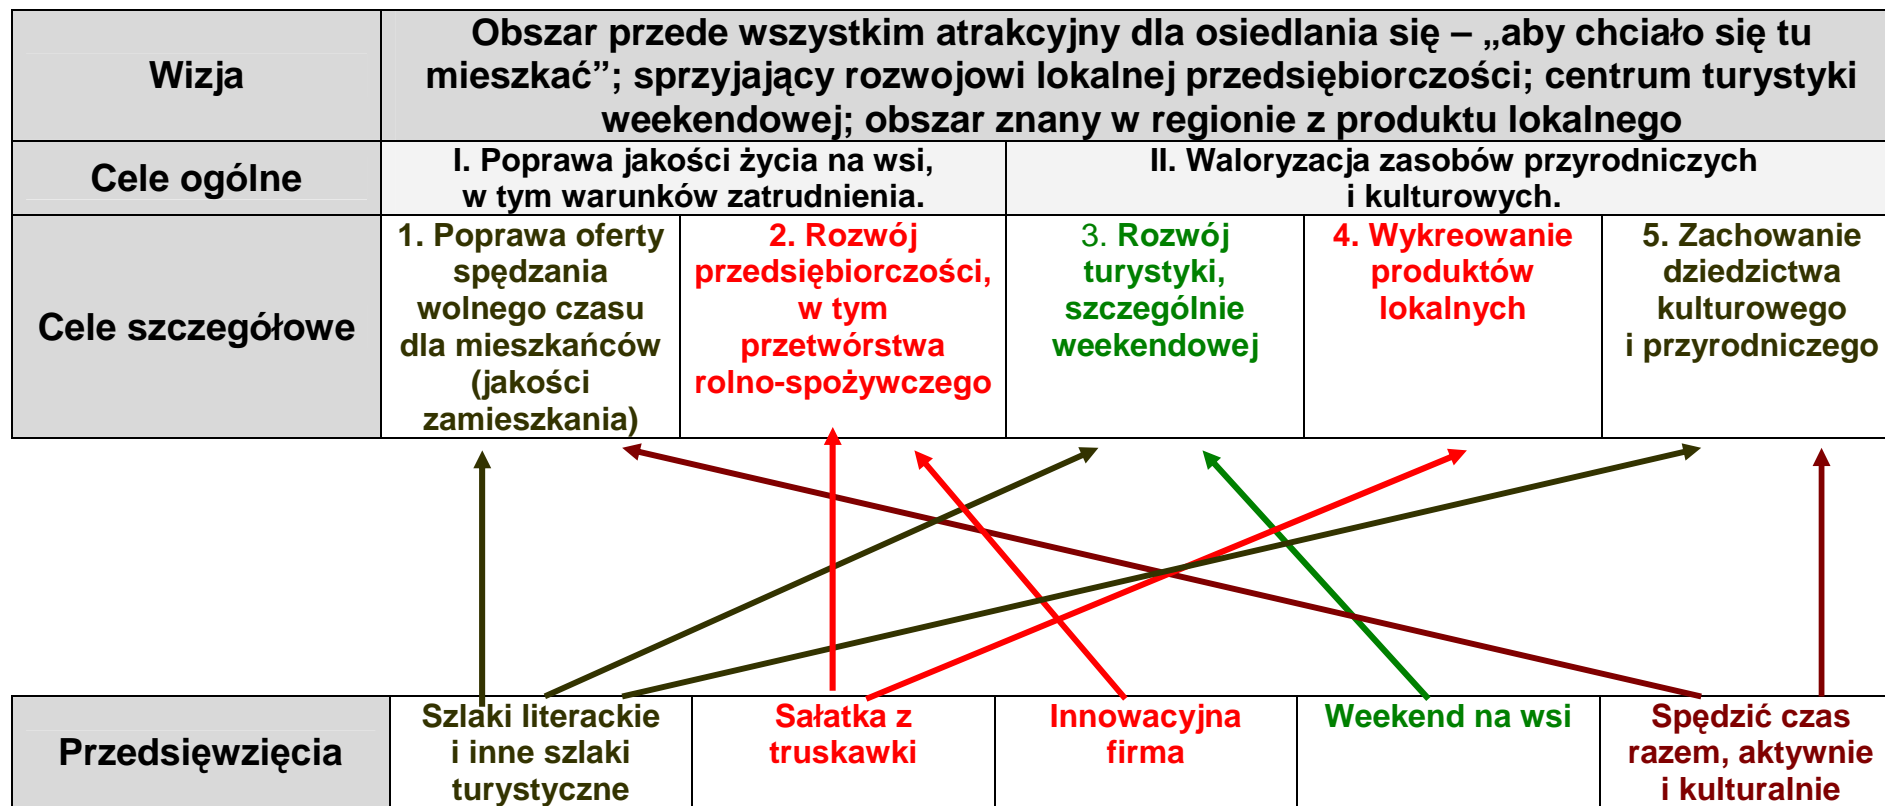 Wizja
Obszar przede wszystkim atrakcyjny dla osiedlania się – „aby chciało się tu
mieszkać”; sprzyjający rozwojowi lokalnej przedsiębiorczości; centrum turystyki
weekendowej; obszar znany w regionie z produktu lokalnego
Cele ogólne
I. Poprawa jakości życia na wsi,
w tym warunków zatrudnienia.
II. Waloryzacja zasobów przyrodniczych
i kulturowych.
Cele szczegółowe
1. Poprawa oferty
spędzania
wolnego czasu
dla mieszkańców
(jakości
zamieszkania)
2. Rozwój
przedsiębiorczości,
w tym
przetwórstwa
rolno-spożywczego
3. Rozwój
turystyki,
szczególnie
weekendowej
4. Wykreowanie
produktów
lokalnych
5. Zachowanie
dziedzictwa
kulturowego
i przyrodniczego
Przedsięwzięcia
Szlaki literackie
i inne szlaki
turystyczne
Sałatka z
truskawki
Innowacyjna
firma
Weekend na wsi
Spędzić czas
razem, aktywnie
i kulturalnie